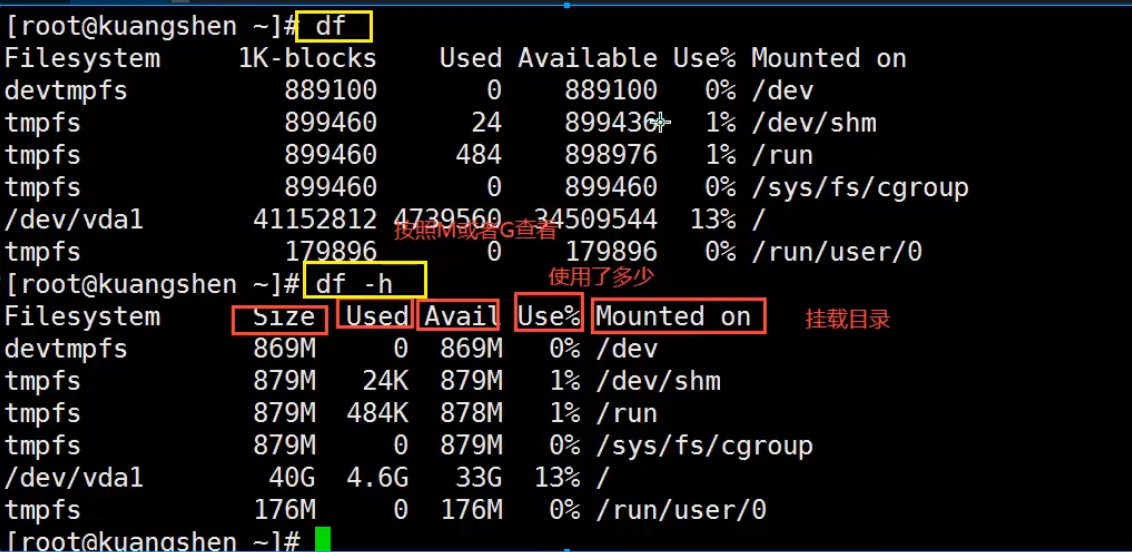 [root@kuangshen ~]# df
Filesystem 1K-blocks Used Available Use% Mounted on
devtmpfs 889100 0 889100 0% /dev
tmpfs 899460 24 899436 1% /dev/shm
tmpfs 899460 484 898976 1% /run
tmpfs 899460 0 899460 0% /sys/fs/cgroup
/dev/vda1 41152812 4739560 34509544 13% /
按照M或者G查看
tmpfs 179896 0 179896 0% /run/user/0
使用了多少
[root@kuangshen ~]# df -h
Filesystem Size Used Avail Use% Mounted on
挂载目录
devtmpfs 869M 0 869M 0% /dev
tmpfs 879M 24K 879M 1% /dev/shm
tmpfs 879M 484K 878M 1% /run
tmpfs 879M 0 879M 0% /sys/fs/cgroup
/dev/vda1 40G 4.6G 33G 13% /
tmpfs 176M 0 176M 0% /run/user/0
[root@kuangshen ~]#